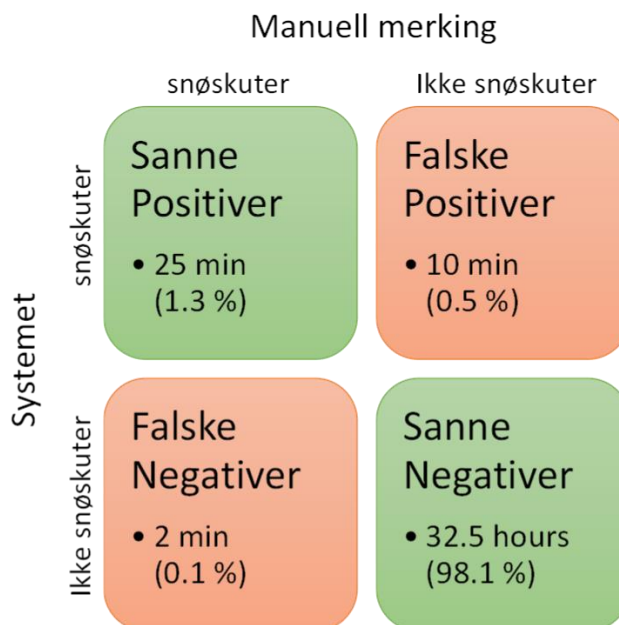 Manuell merking
snøskuter
Ikke snøskuter
Systemet
snøskuter
Sanne
Positiver
• 25 min
(1.3 %)
Falske
Positiver
• 10 min
(0.5 %)
Ikke snøskuter
Falske
Negativer
• 2 min
(0.1 %)
Sanne
Negativer
• 32.5 hours
(98.1 %)